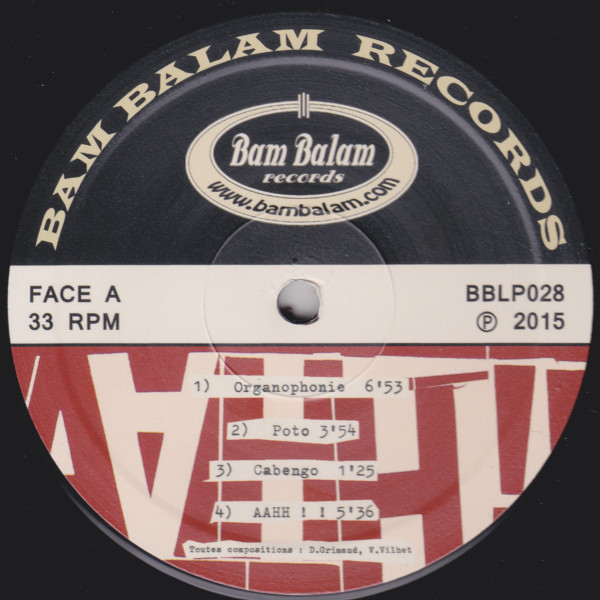 BAM BALAM RECORDS
Bam Balam
records
www.bambalam.com
FACE A
33 RPM
BBLP028
℗ 2015
1) Organophonie 6'53
2) Poto 3'54
3) Cabengo 1'25
4) AAHH ! ! 5'36
Toutes compositions : D.Grimaud, V.Vilhet